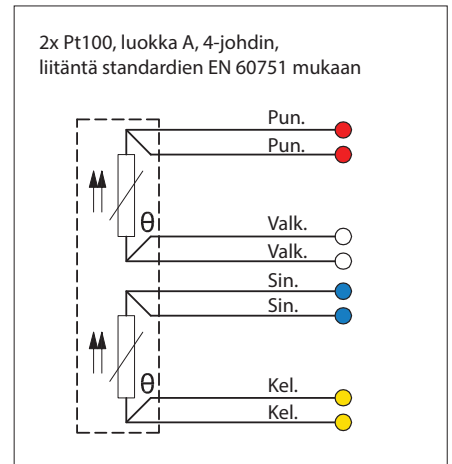 2x Pt100, luokka A, 4-johdin,
liitäntä standardien EN 60751 mukaan
Pun.
Pun.
θ
Valk.
Valk.
Sin.
Sin.
θ
Kel.
Kel.